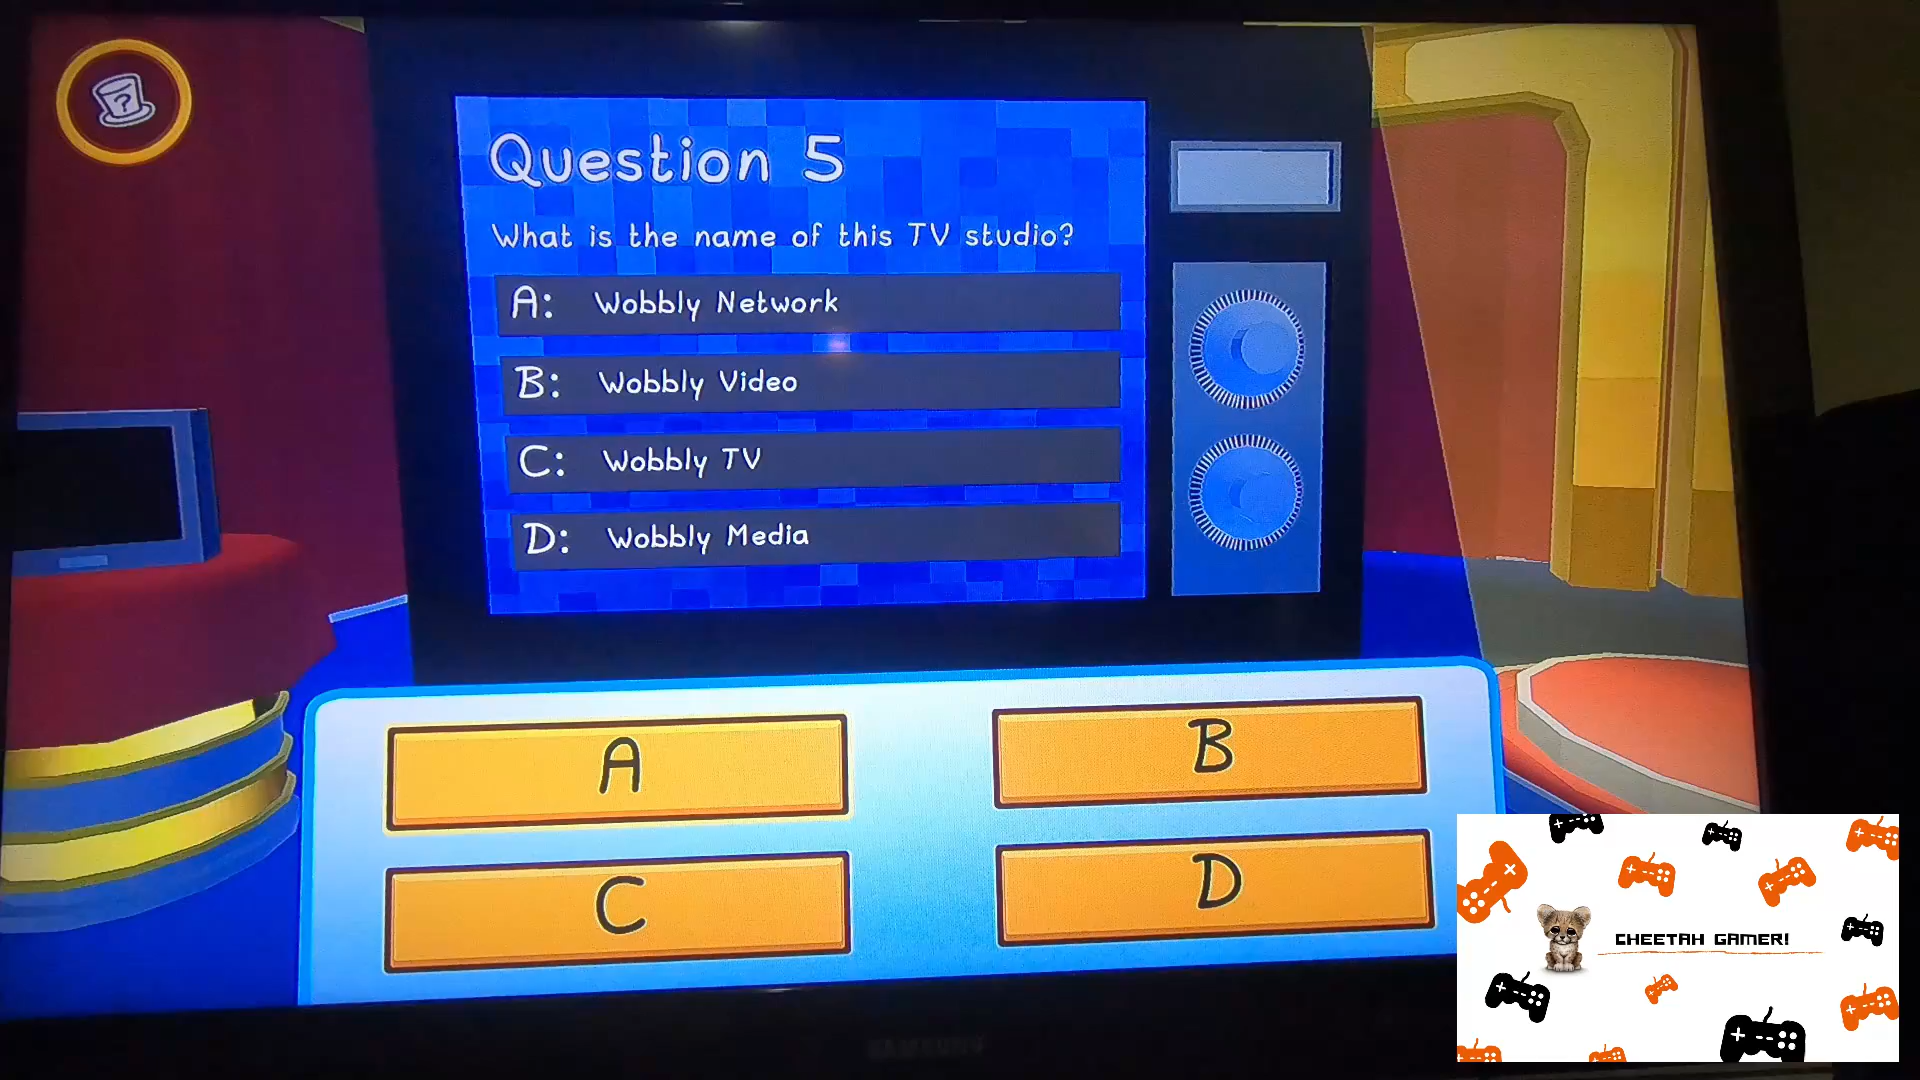 ?
Question 5
What is the name of this TV studio?
A: Wobbly Network
B: Wobbly Video
C: Wobbly TV
D: Wobbly Media
A
B
C
D
CHEETAH GAMER!
SAMSUNG